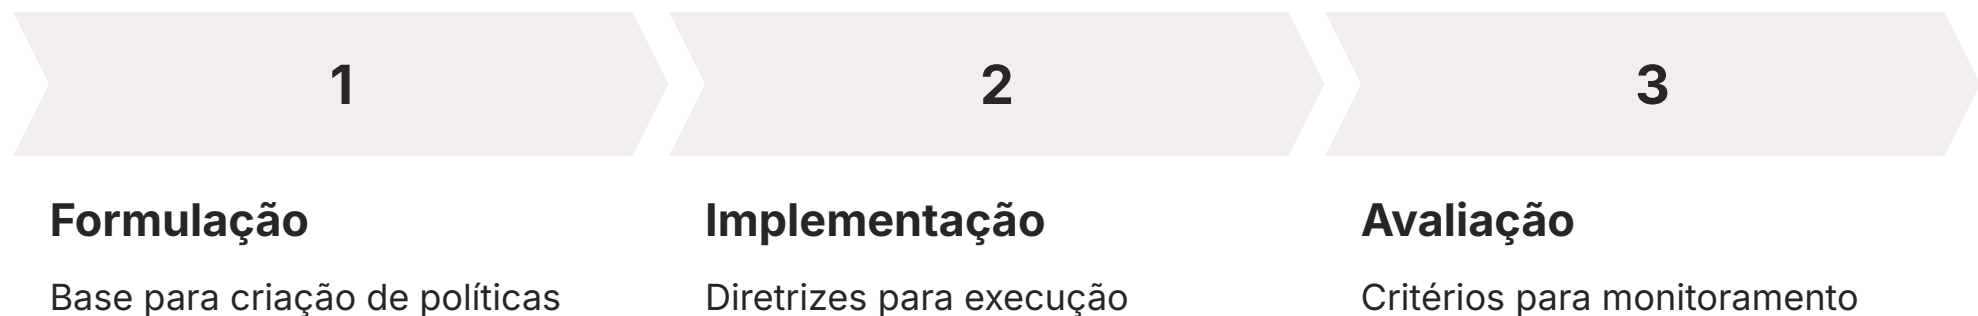 1
2
3
Formulação
Implementação
Avaliação
Base para criação de políticas
Diretrizes para execução
Critérios para monitoramento